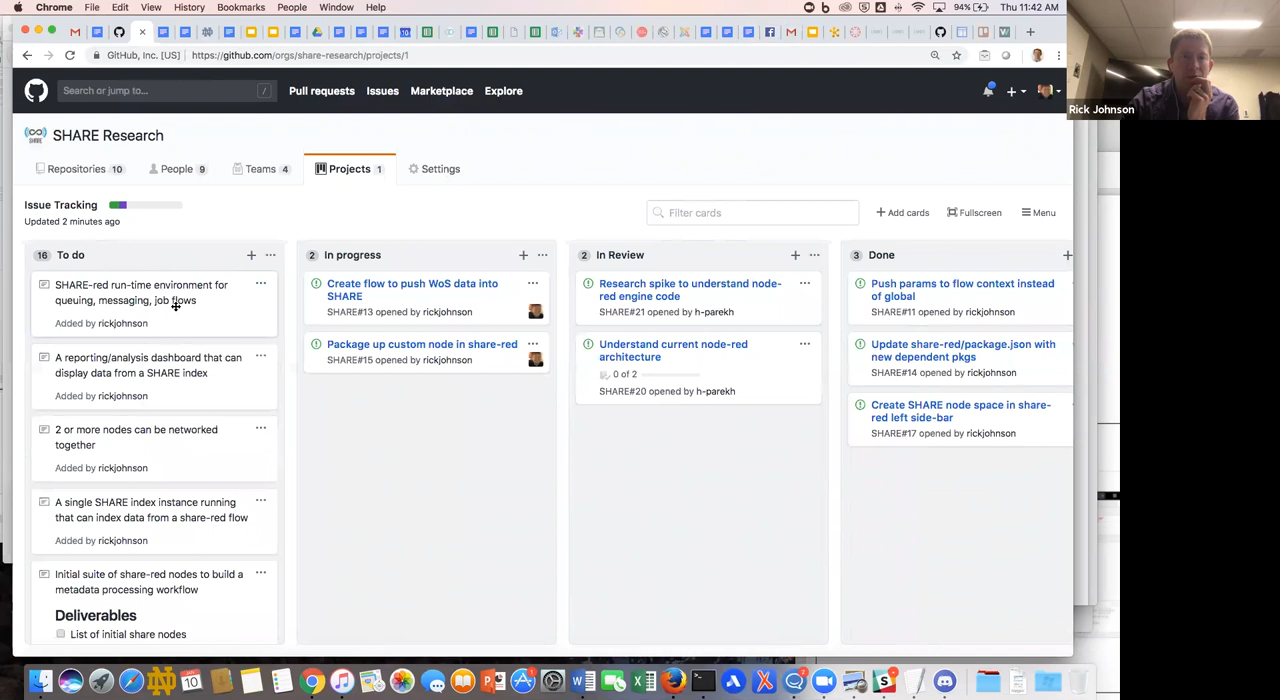 Chrome File Edit View History Bookmarks People Window Help
94% Thu 11:42 AM
GitHub, Inc. [US] https://github.com/orgs/share-research/projects/1
Rick Johnson
Search or jump to... /
Pull requests Issues Marketplace Explore
SHARE Research
Repositories 10 People 9 Teams 4 Projects 1 Settings
Issue Tracking
Updated 2 minutes ago
Filter cards
Add cards Fullscreen Menu
16 To do
SHARE-red run-time environment for
queuing, messaging, job flows
Added by rickjohnson
A reporting/analysis dashboard that can
display data from a SHARE index
Added by rickjohnson
2 or more nodes can be networked
together
Added by rickjohnson
A single SHARE index instance running
that can index data from a share-red flow
Added by rickjohnson
Initial suite of share-red nodes to build a
metadata processing workflow
Deliverables
List of initial share nodes
2 In progress
Create flow to push WoS data into
SHARE
SHARE#13 opened by rickjohnson
Package up custom node in share-red
SHARE#15 opened by rickjohnson
2 In Review
Research spike to understand node-
red engine code
SHARE#21 opened by h-parekh
Understand current node-red
architecture
0 of 2
SHARE#20 opened by h-parekh
3 Done
Push params to flow context instead
of global
SHARE#11 opened by rickjohnson
Update share-red/package.json with
new dependent pkgs
SHARE#14 opened by rickjohnson
Create SHARE node space in share-
red left side-bar
SHARE#17 opened by rickjohnson